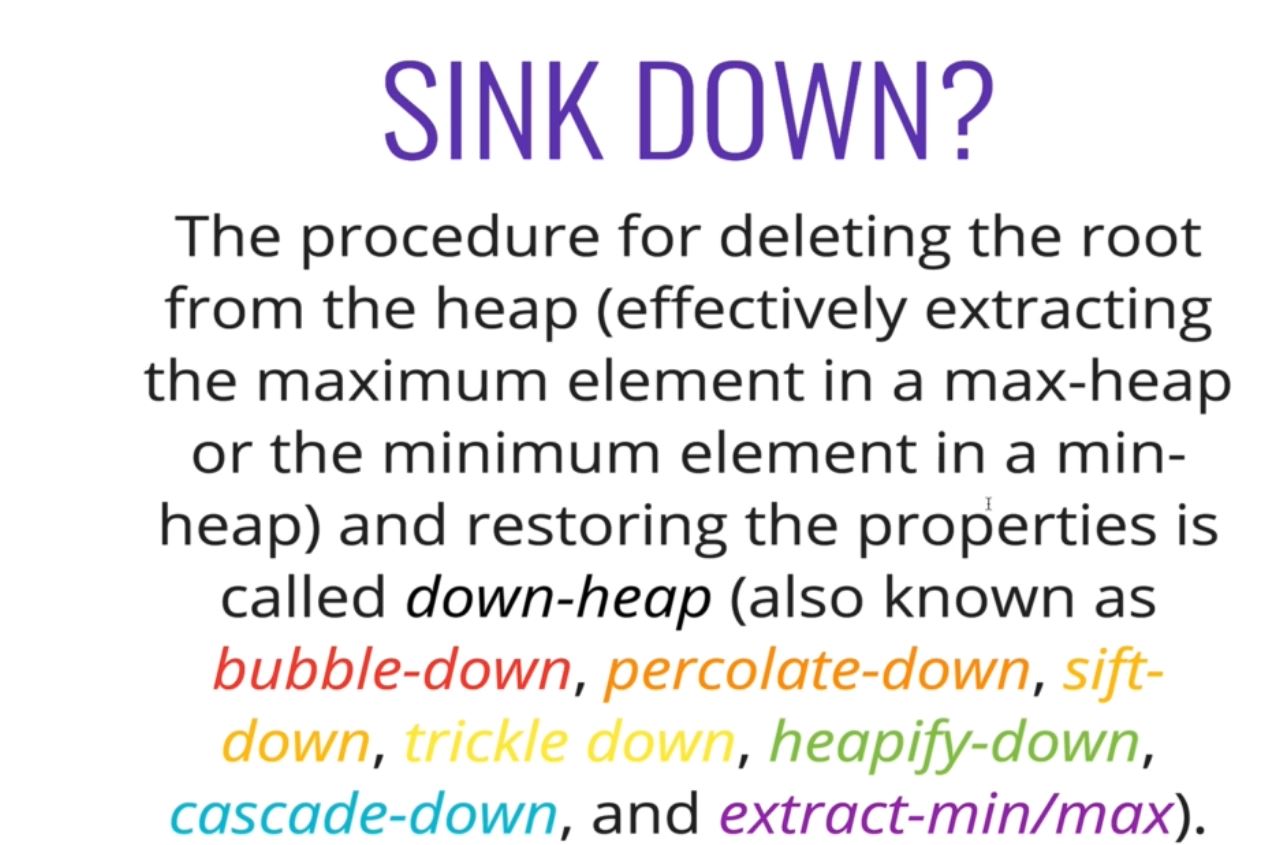 SINK DOWN?
The procedure for deleting the root
from the heap (effectively extracting
the maximum element in a max-heap
or the minimum element in a min-
heap) and restoring the properties is
called down-heap (also known as
bubble-down, percolate-down, sift-
down, trickle down, heapify-down,
cascade-down, and extract-min/max).